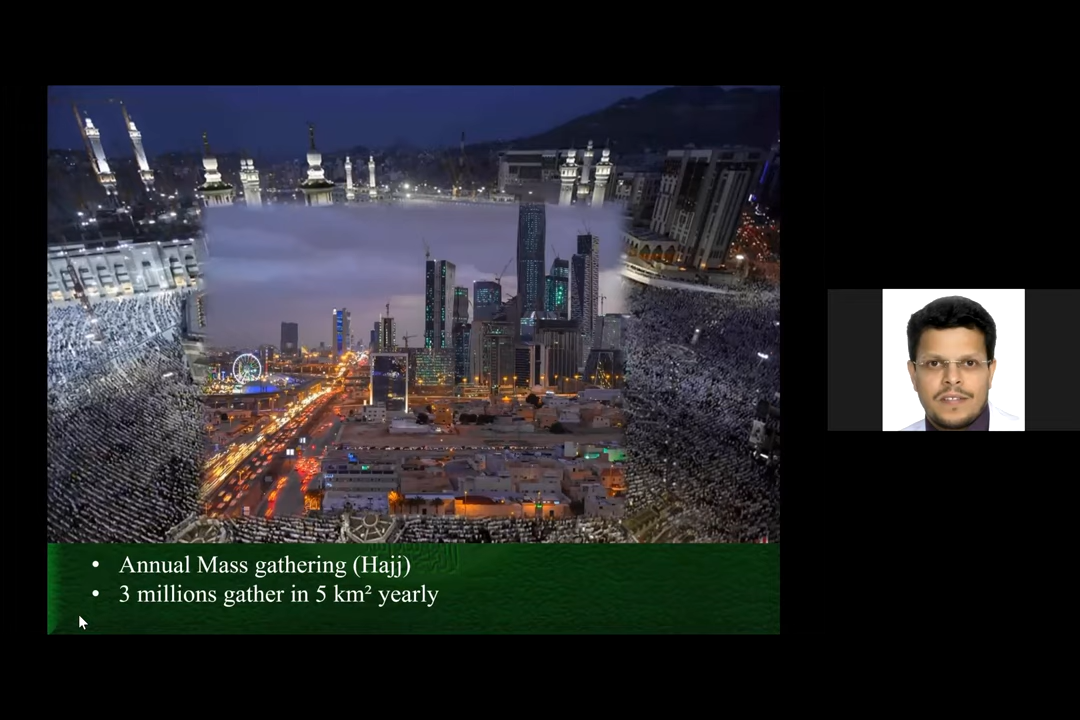 • Annual Mass gathering (Hajj)
• 3 millions gather in 5 km² yearly